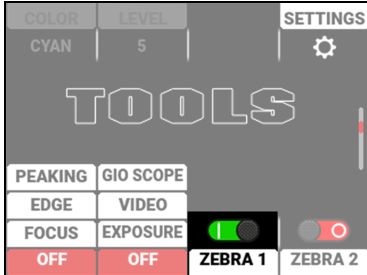 COLOR LEVEL SETTINGS
CYAN 5
TOOLS
PEAKING GIO SCOPE
EDGE VIDEO
FOCUS EXPOSURE
OFF OFF ZEBRA 1 ZEBRA 2